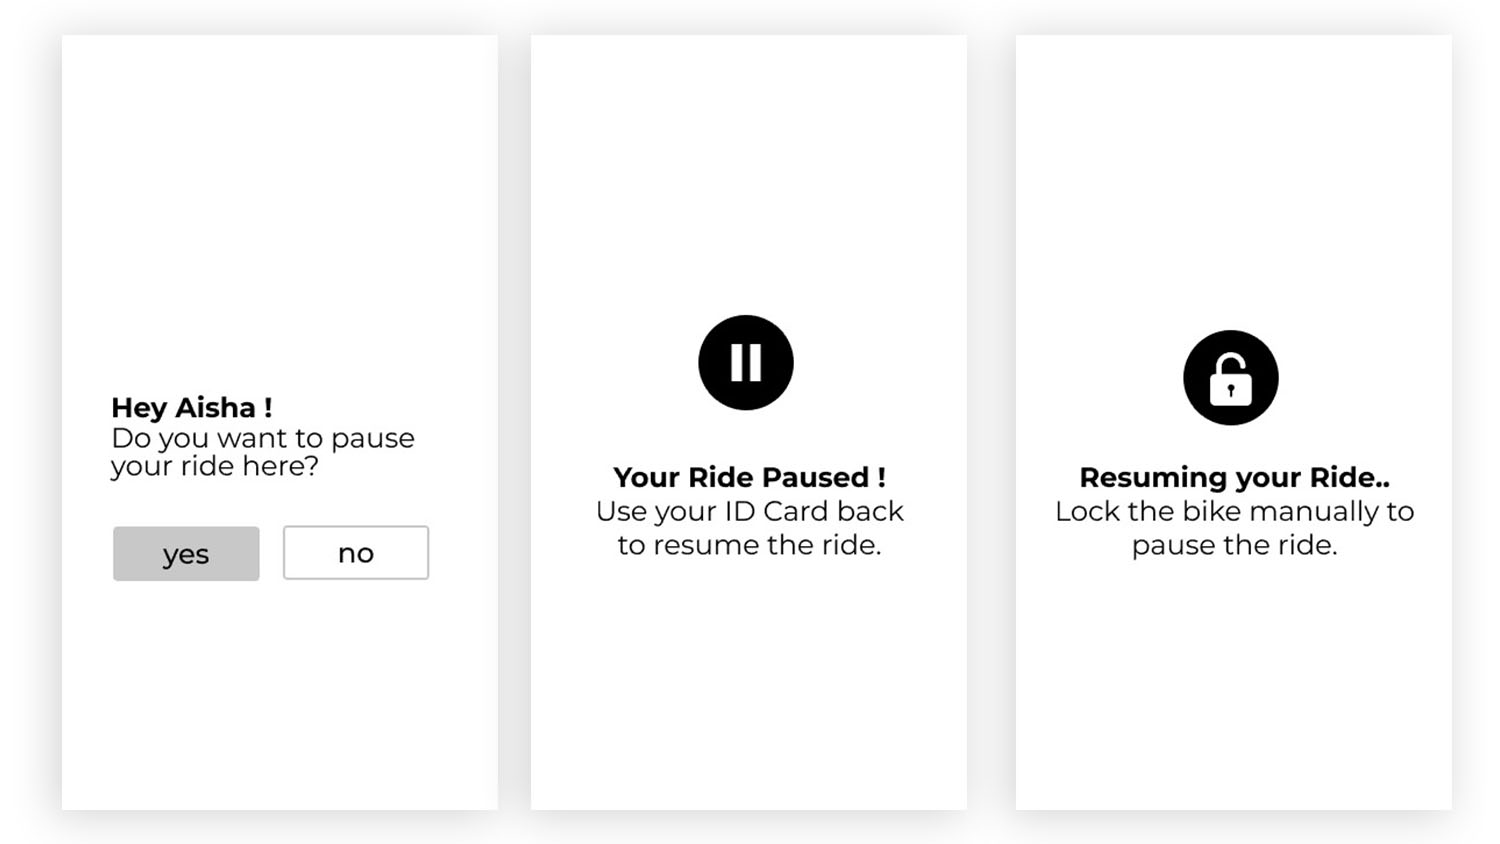 Hey Aisha !
Do you want to pause
your ride here?
yes
no
Your Ride Paused !
Use your ID Card back
to resume the ride.
Resuming your Ride..
Lock the bike manually to
pause the ride.